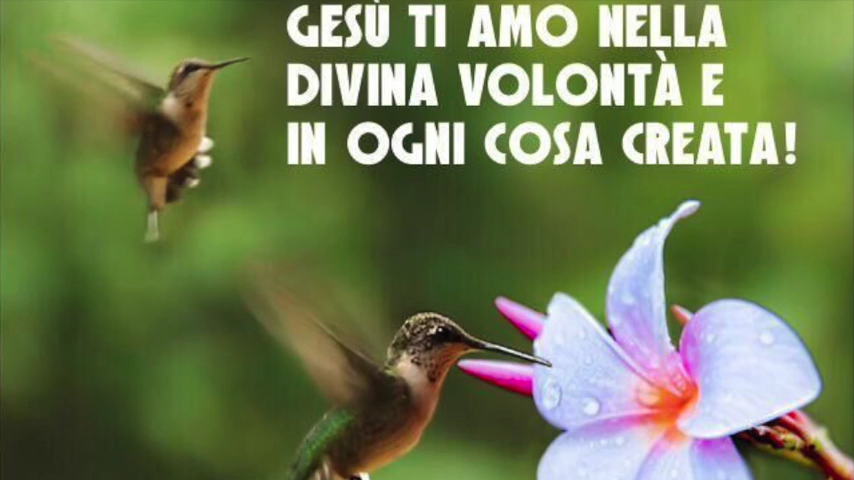 GESÙ TI AMO NELLA
DIVINA VOLONTÀ E
IN OGNI COSA CREATA!